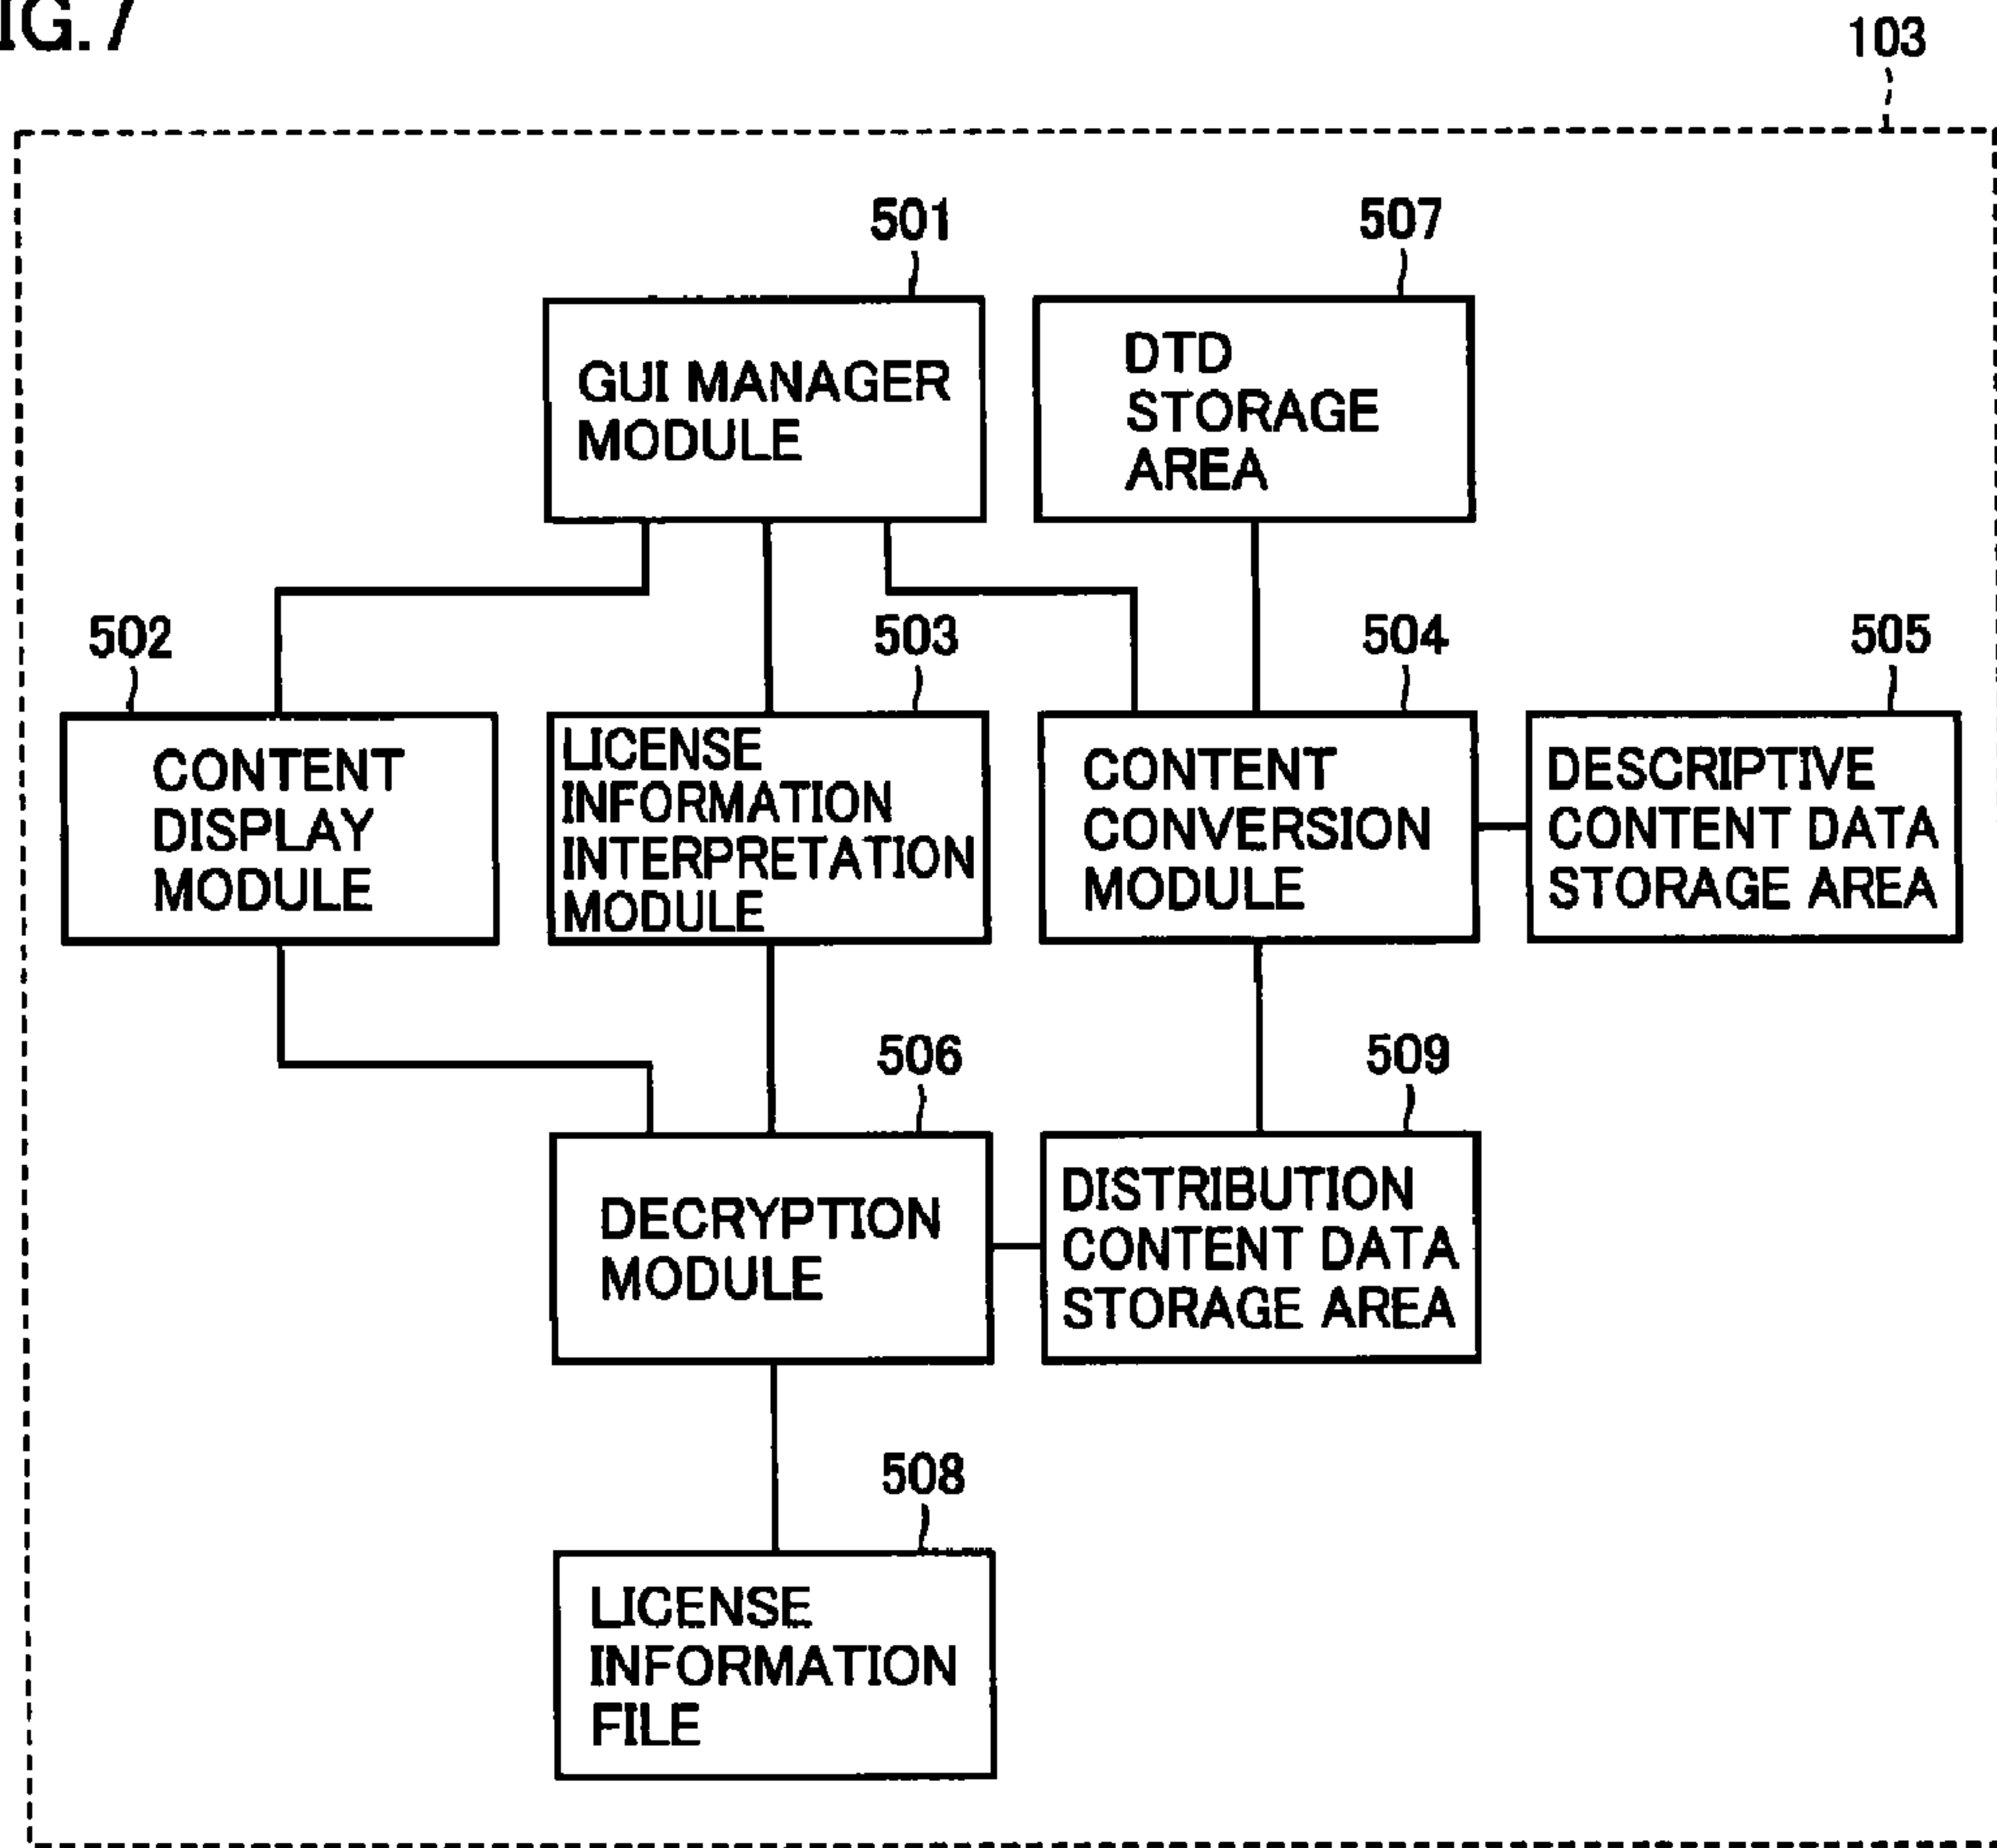 IG. 7
103
501
507
GUI MANAGER
MODULE
DTD
STORAGE
AREA
502
503
504
505
CONTENT
DISPLAY
MODULE
LICENSE
INFORMATION
INTERPRETATION
MODULE
CONTENT
CONVERSION
MODULE
DESCRIPTIVE
CONTENT DATA
STORAGE AREA
506
509
DECRYPTION
MODULE
DISTRIBUTION
CONTENT DATA
STORAGE AREA
508
LICENSE
INFORMATION
FILE